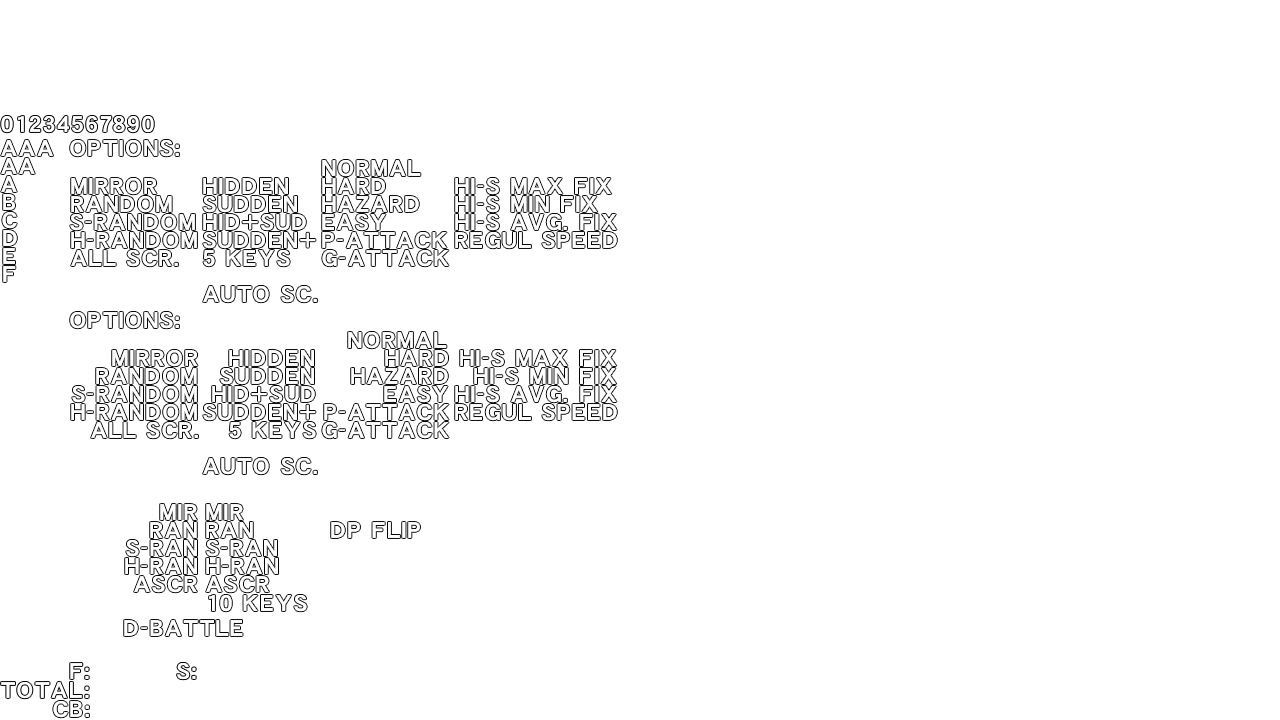 01234567890
AAA OPTIONS:
AA NORMAL
A MIRROR HIDDEN HARD HI-S MAX FIX
B RANDOM SUDDEN HAZARD HI-S MIN FIX
C S-RANDOM HID+SUD EASY HI-S AVG. FIX
D H-RANDOM SUDDEN+ P-ATTACK REGUL SPEED
E ALL SCR. 5 KEYS G-ATTACK
F
AUTO SC.
OPTIONS:
NORMAL
MIRROR HIDDEN HARD HI-S MAX FIX
RANDOM SUDDEN HAZARD HI-S MIN FIX
S-RANDOM HID+SUD EASY HI-S AVG. FIX
H-RANDOM SUDDEN+ P-ATTACK REGUL SPEED
ALL SCR. 5 KEYS G-ATTACK
AUTO SC.
MIR MIR
RAN RAN DP FLIP
S-RAN S-RAN
H-RAN H-RAN
ASCR ASCR
10 KEYS
D-BATTLE
F: S:
TOTAL:
CB: